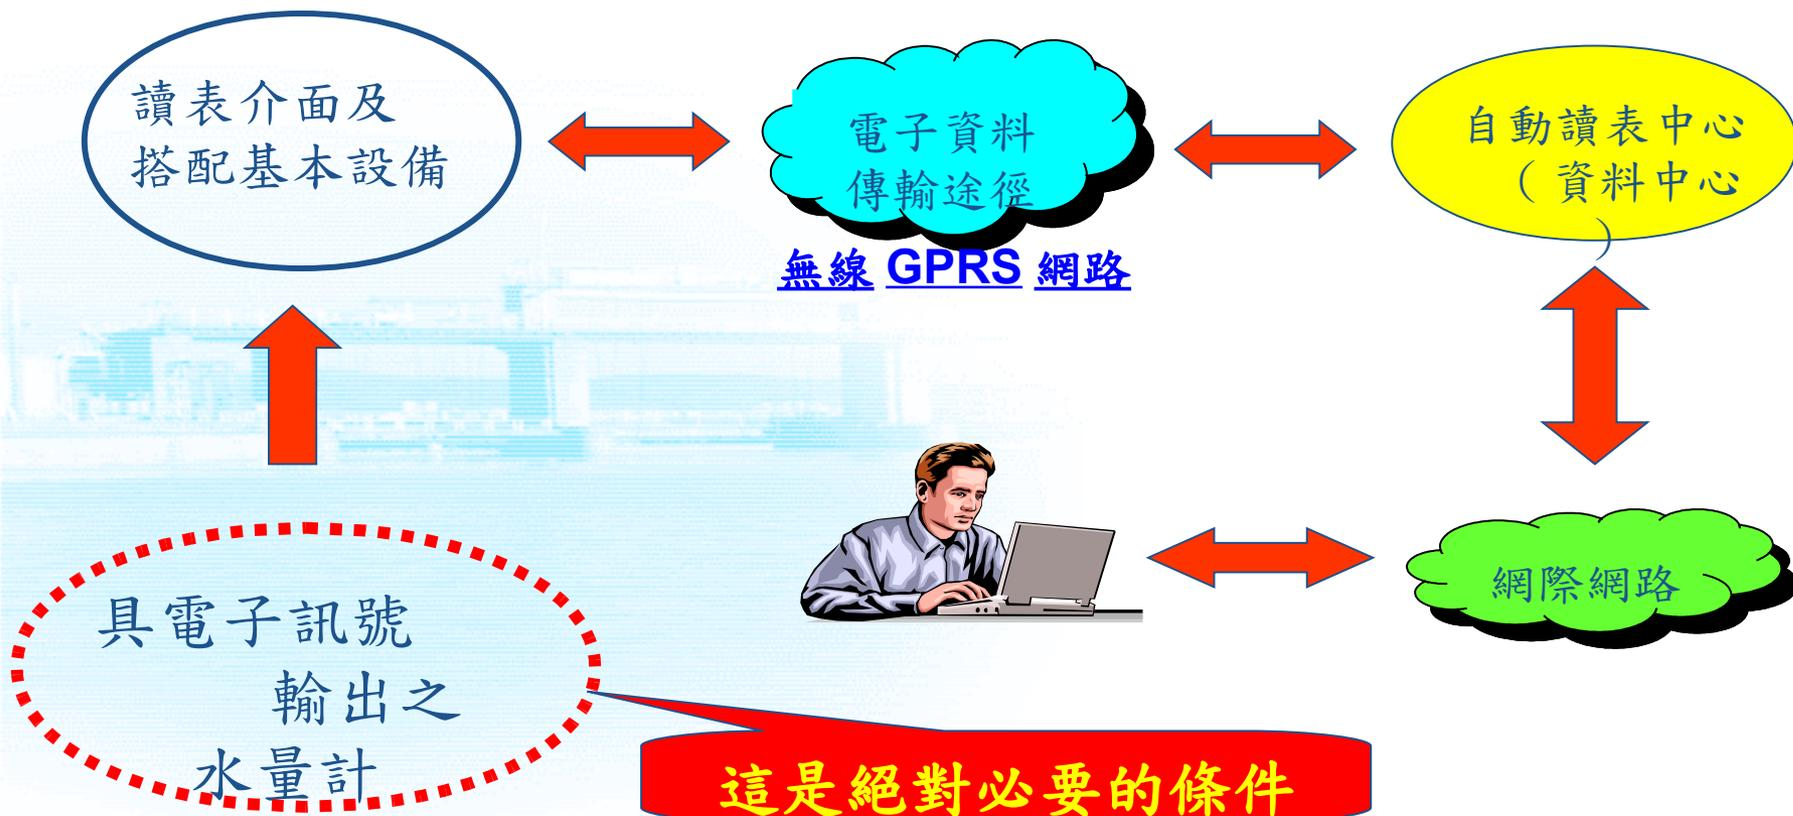 讀表介面及
搭配基本設備
電子資料
傳輸途徑
無線 GPRS 網路
自動讀表中心
（ 資料中心
）
具電子訊號
輸出之
水量計
網際網路
這是絕對必要的條件